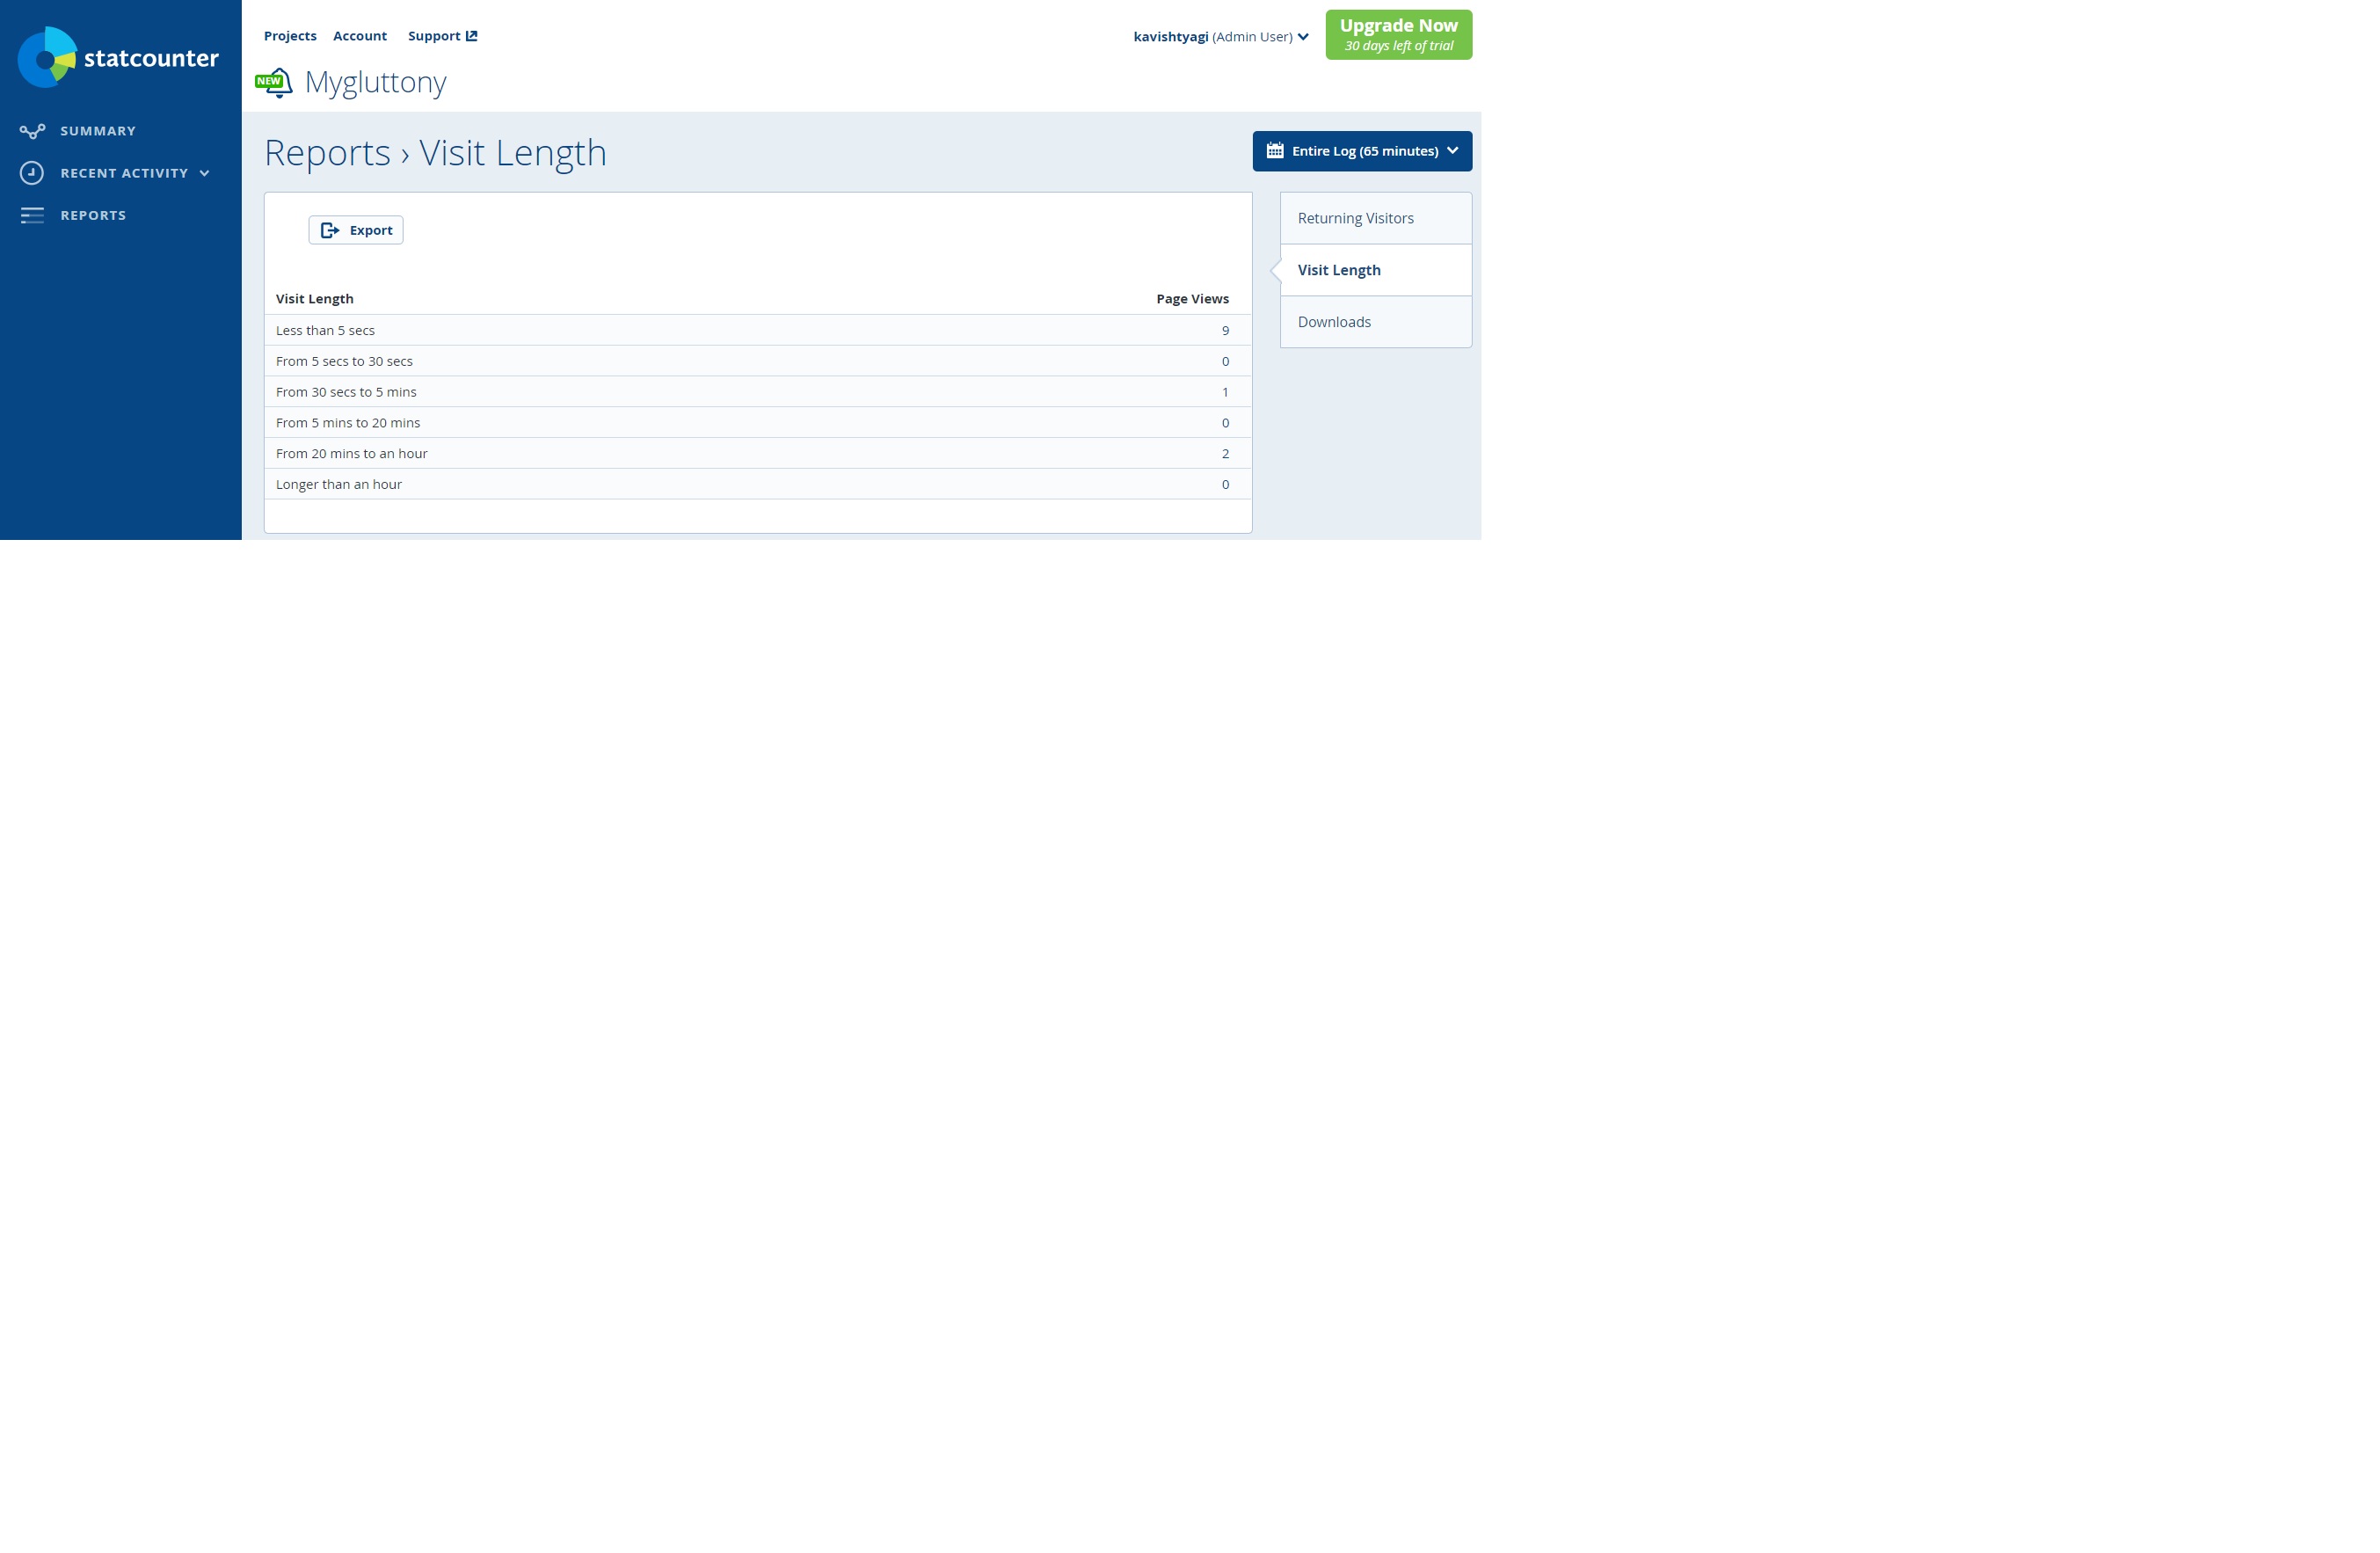 statcounter
SUMMARY
RECENT ACTIVITY
REPORTS
Projects Account Support
kavishtyagi (Admin User)
Upgrade Now
30 days left of trial
NEW
Mygluttony
Reports › Visit Length
Entire Log (65 minutes)
Export
Visit Length Page Views
Less than 5 secs 9
From 5 secs to 30 secs 0
From 30 secs to 5 mins 1
From 5 mins to 20 mins 0
From 20 mins to an hour 2
Longer than an hour 0
Returning Visitors
Visit Length
Downloads